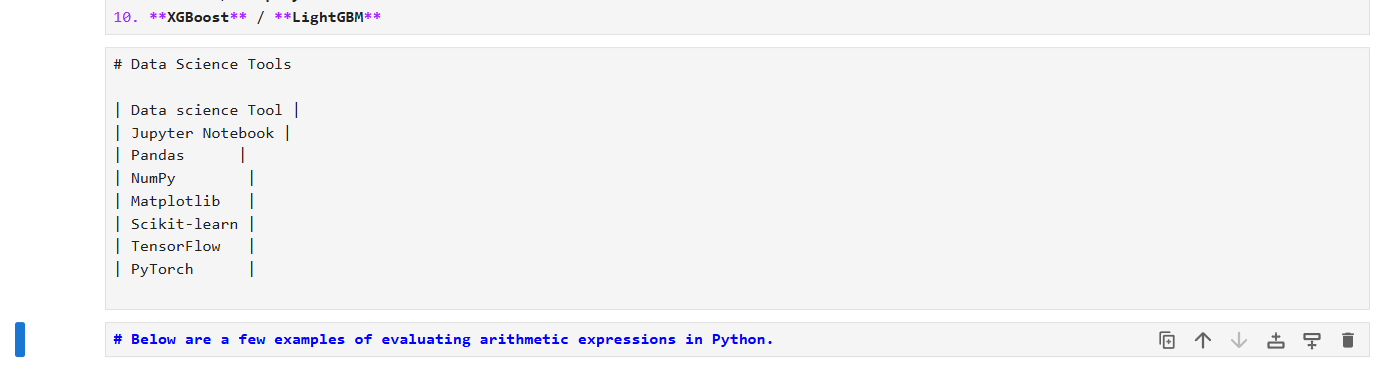 10. **XGBoost** / **LightGBM**
# Data Science Tools
| Data science Tool |
| Jupyter Notebook |
| Pandas      |
| NumPy        |
| Matplotlib   |
| Scikit-learn |
| TensorFlow   |
| PyTorch      |
# Below are a few examples of evaluating arithmetic expressions in Python.